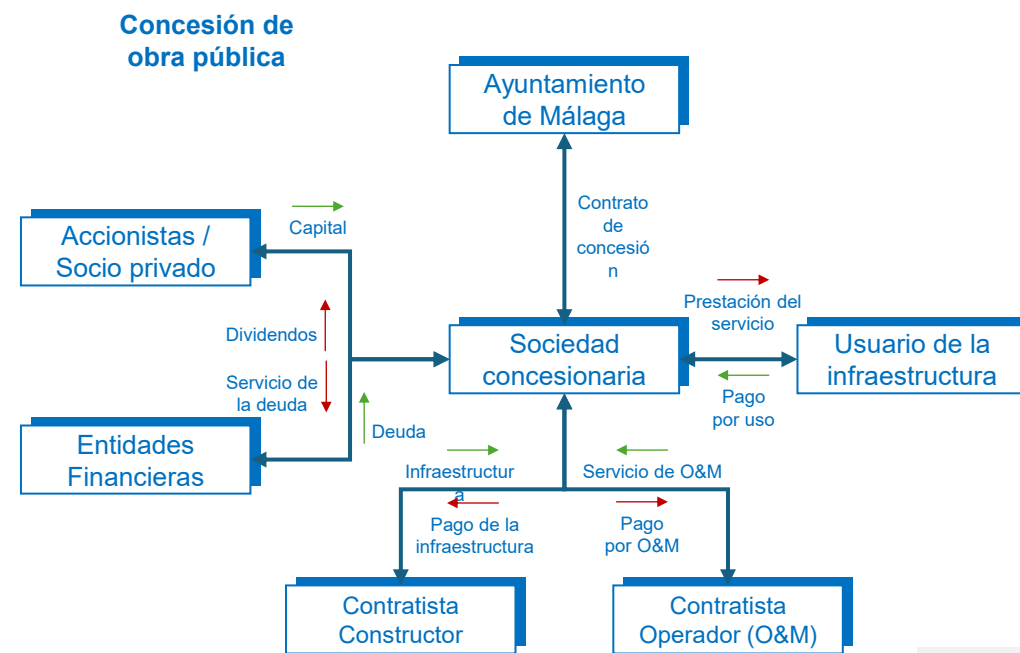 Concesión de
obra pública
Ayuntamiento
de Málaga
Contrato
de
concesió
n
Capital
Accionistas /
Socio privado
Dividendos
Servicio de
la deuda
Deuda
Entidades
Financieras
Sociedad
concesionaria
Prestación del
servicio
Pago
por uso
Usuario de la
infraestructura
Infraestructur
a
Pago de la
infraestructura
Servicio de O&M
Pago
por O&M
Contratista
Constructor
Contratista
Operador (O&M)